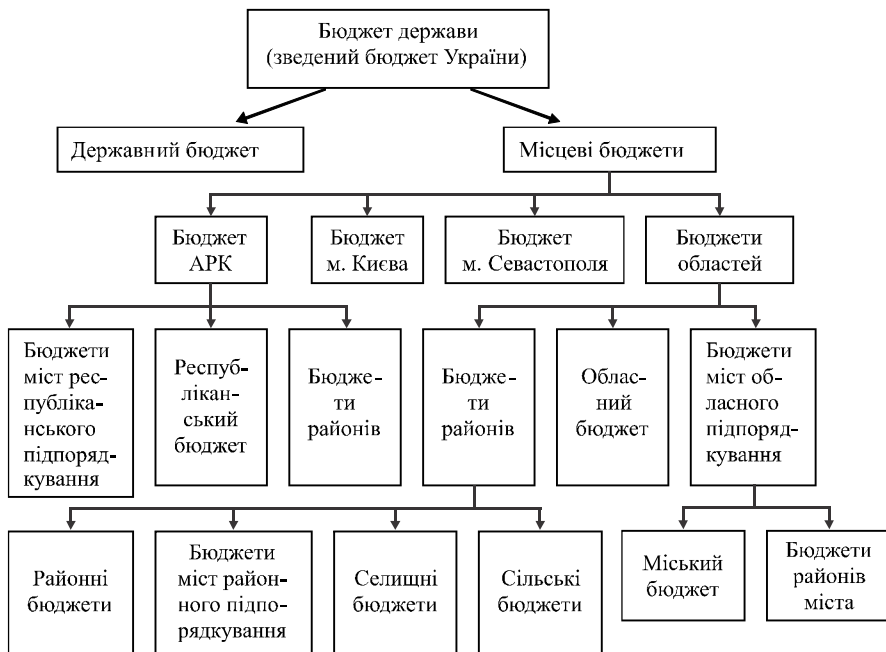 Бюджет держави
(зведений бюджет України)
Державний бюджет
Місцеві бюджети
Бюджет
АРК
Бюджет
м. Києва
Бюджет
м. Севастополя
Бюджети
областей
Бюджети
міст рес-
публіка-
нського
підпоряд-
кування
Респуб-
лікан-
ський
бюджет
Бюдже-
ти
районів
Бюдже-
ти
районів
Облас-
ний
бюджет
Бюджети
міст об-
ласного
підпоряд-
кування
Районні
бюджети
Бюджети
міст район-
ного підпо-
рядкування
Селищні
бюджети
Сільські
бюджети
Міський
бюджет
Бюджети
районів
міста